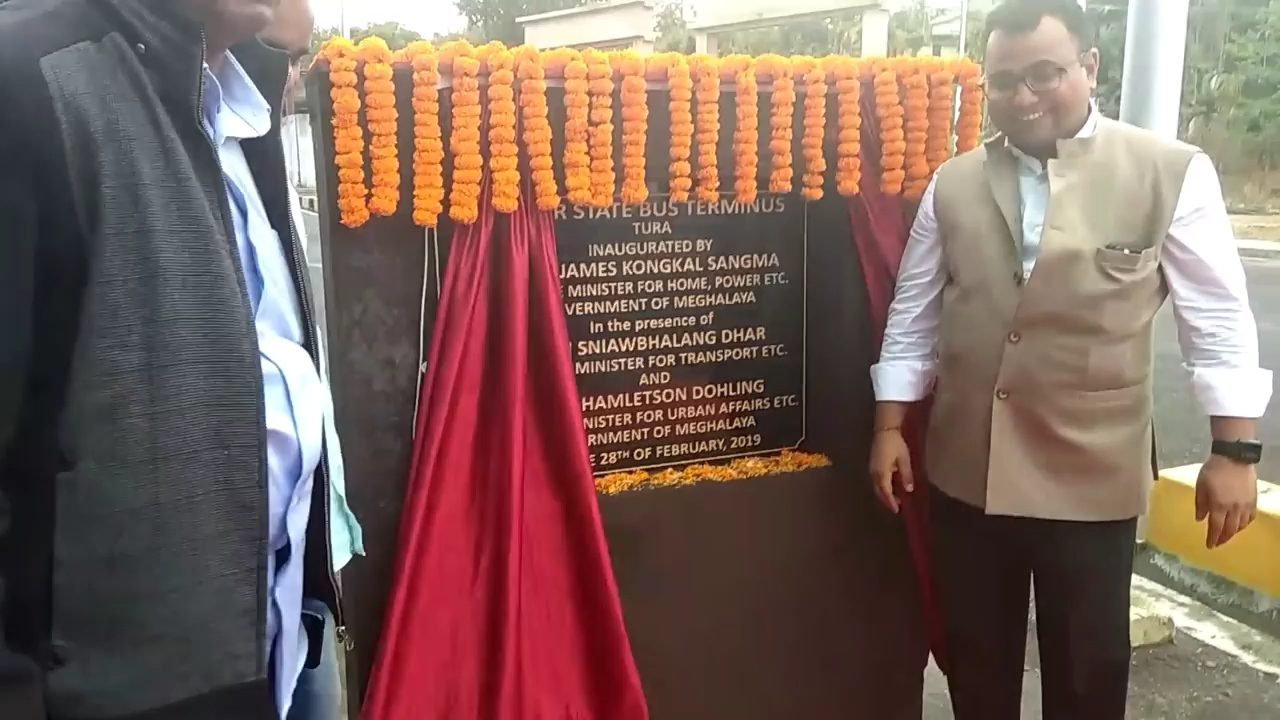 R STATE BUS TERMINUS
TURA
INAUGURATED BY
JAMES KONGKAL SANGMA
MINISTER FOR HOME, POWER ETC.
VERNMENT OF MEGHALAYA
In the presence of
SNIAWBHALANG DHAR
MINISTER FOR TRANSPORT ETC.
AND
HAMLETSON DOHLING
NISTER FOR URBAN AFFAIRS ETC.
RNMENT OF MEGHALAYA
E 28TH OF FEBRUARY, 2019